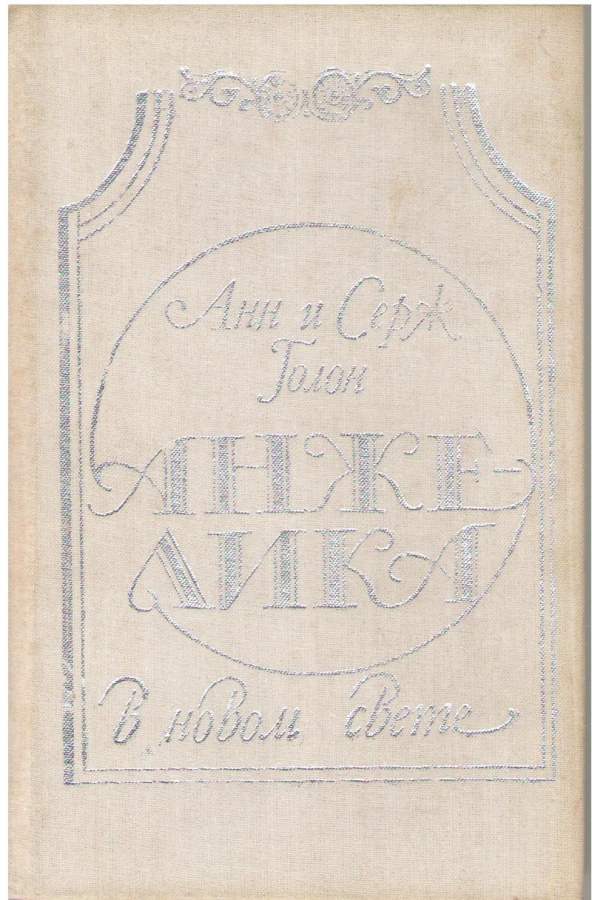 Анн и Серж
Голон
АНЖЕ-
ЛИКА
В новом свете